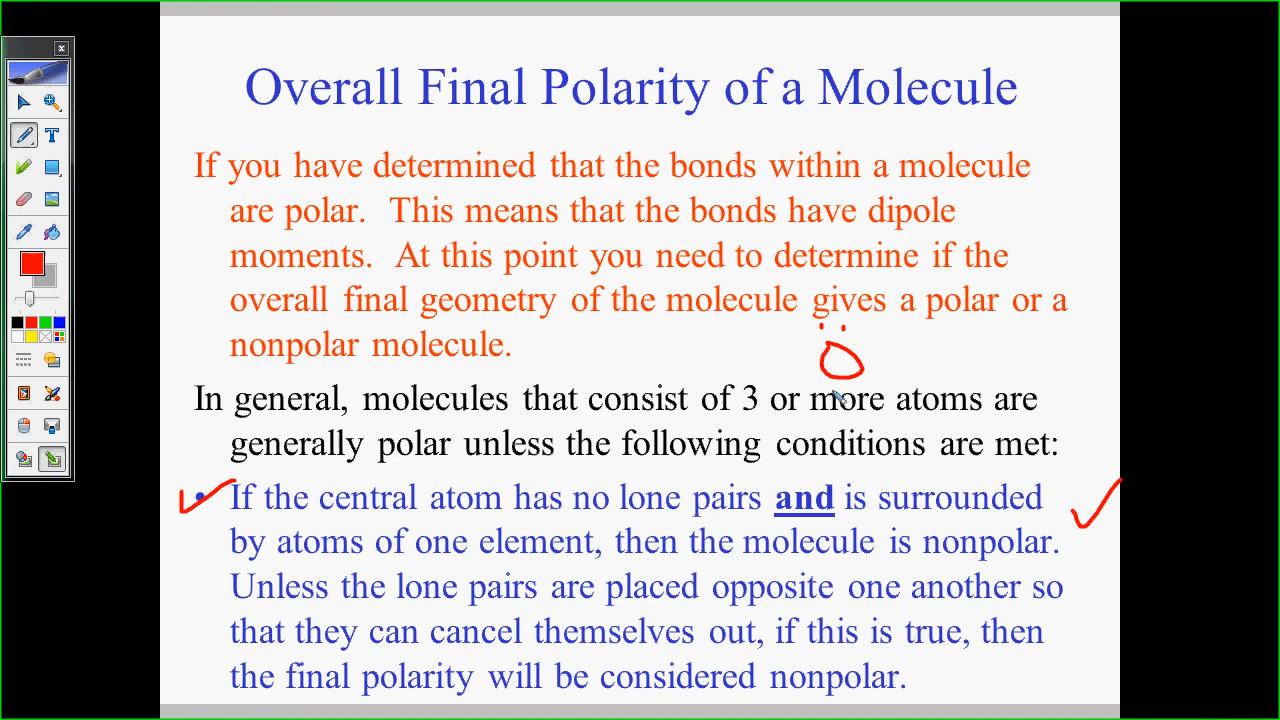 Overall Final Polarity of a Molecule
If you have determined that the bonds within a molecule
are polar. This means that the bonds have dipole
moments. At this point you need to determine if the
overall final geometry of the molecule gives a polar or a
nonpolar molecule.
In general, molecules that consist of 3 or more atoms are
generally polar unless the following conditions are met:
• If the central atom has no lone pairs and is surrounded
by atoms of one element, then the molecule is nonpolar.
Unless the lone pairs are placed opposite one another so
that they can cancel themselves out, if this is true, then
the final polarity will be considered nonpolar.